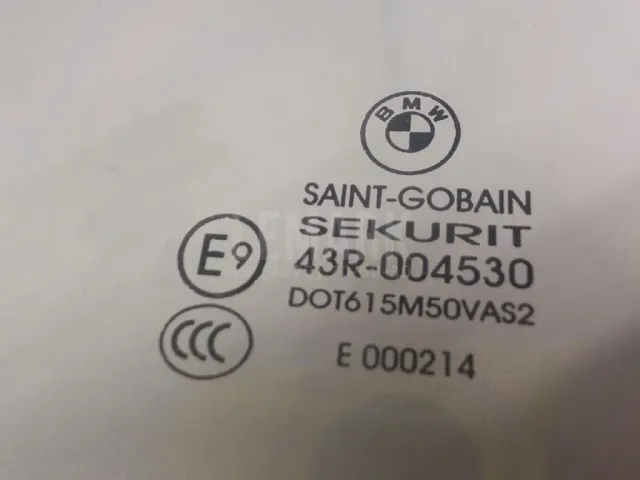 BMW
SAINT-GOBAIN
SEKURIT
E9 43R-004530
DOT615M50VAS2
CCC E 000214